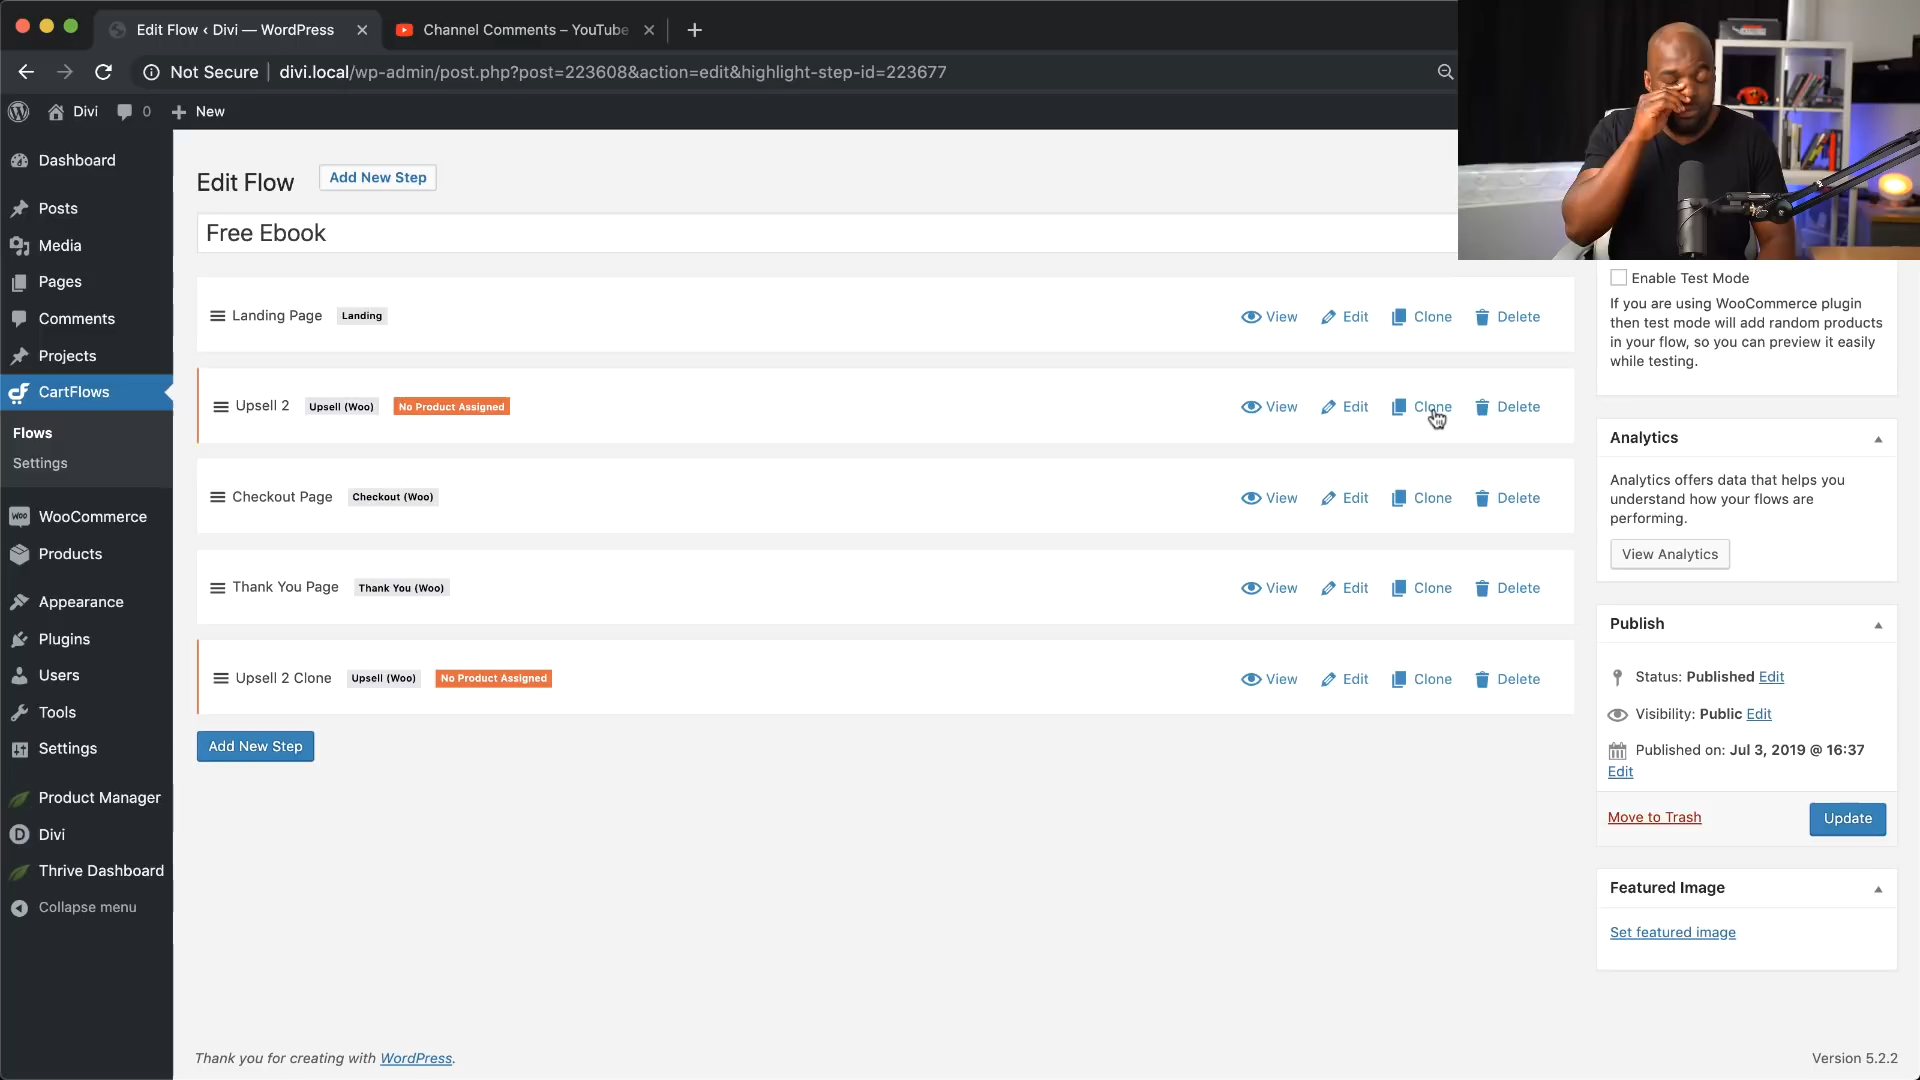 Edit Flow ‹ Divi — WordPress
Channel Comments – YouTube
Not Secure
divi.local/wp-admin/post.php?post=223608&action=edit&highlight-step-id=223677
Divi
0
New
Dashboard
Posts
Media
Pages
Comments
Projects
CartFlows
Flows
Settings
WooCommerce
Products
Appearance
Plugins
Users
Tools
Settings
Product Manager
Divi
Thrive Dashboard
Collapse menu
Edit Flow
Add New Step
Free Ebook
Landing Page Landing View Edit Clone Delete
Upsell 2 Upsell (Woo) No Product Assigned View Edit Clone Delete
Checkout Page Checkout (Woo) View Edit Clone Delete
Thank You Page Thank You (Woo) View Edit Clone Delete
Upsell 2 Clone Upsell (Woo) No Product Assigned View Edit Clone Delete
Add New Step
Enable Test Mode
If you are using WooCommerce plugin
then test mode will add random products
in your flow, so you can preview it easily
while testing.
Analytics
Analytics offers data that helps you
understand how your flows are
performing.
View Analytics
Publish
Status: Published Edit
Visibility: Public Edit
Published on: Jul 3, 2019 @ 16:37
Edit
Move to Trash
Update
Featured Image
Set featured image
Thank you for creating with WordPress.
Version 5.2.2